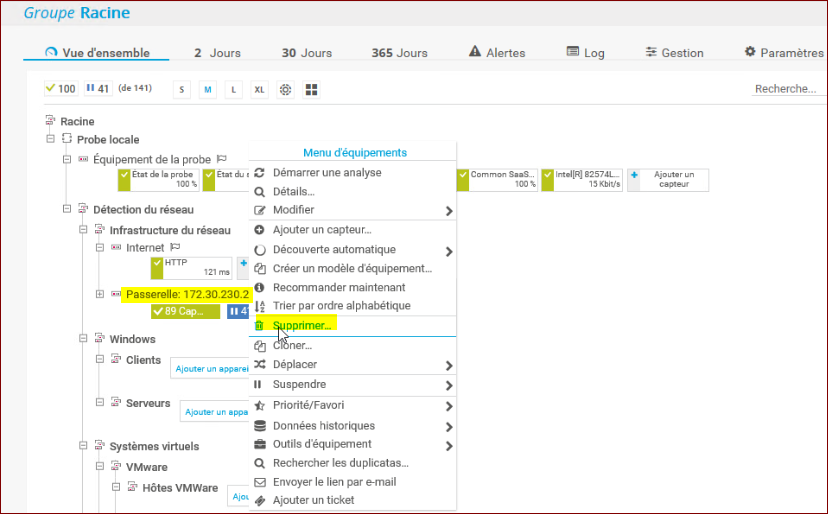 Groupe Racine
Vue d'ensemble 2 Jours 30 Jours 365 Jours Alertes Log Gestion Paramètres
100 41 (de 141) S M L XL Recherche...
Racine
Probe locale
Menu d'équipements
Équipement de la probe
Démarrer une analyse
État de la probe
100 %
État du s
Common SaaS...
100 %
Intel[R] 82574L...
15 Kbit/s
Ajouter un
capteur
Détails...
Modifier
Détection du réseau
Infrastructure du réseau
Ajouter un capteur...
Internet
Découverte automatique
HTTP
121 ms
Créer un modèle d'équipement...
Recommander maintenant
Passerelle: 172.30.230.2
Trier par ordre alphabétique
89 Cap...
Supprimer...
Windows
Cloner...
Clients
Ajouter un apparei
Déplacer
Suspendre
Serveurs
Ajouter un appa
Priorité/Favori
Données historiques
Systèmes virtuels
Outils d'équipement
VMware
Rechercher les duplicatas...
Hôtes VMWare
Envoyer le lien par e-mail
Ajou
Ajouter un ticket